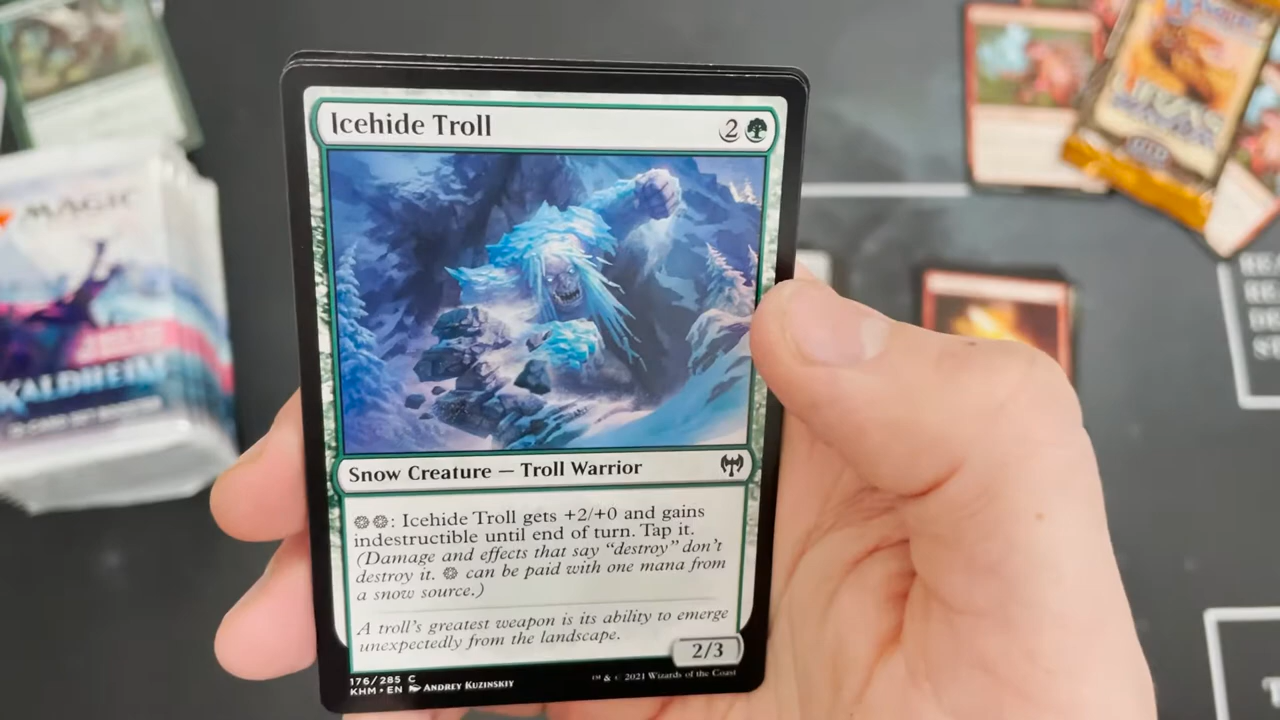 Icehide Troll
2
Snow Creature — Troll Warrior
: Icehide Troll gets +2/+0 and gains
indestructible until end of turn. Tap it.
(Damage and effects that say "destroy" don't
destroy it. can be paid with one mana from
a snow source.)
A troll's greatest weapon is its ability to emerge
unexpectedly from the landscape.
2/3
176/285 C
KHM • EN Andrey Kuzinskiy
™ & © 2021 Wizards of the Coast
MAGIC
KALDHEIM